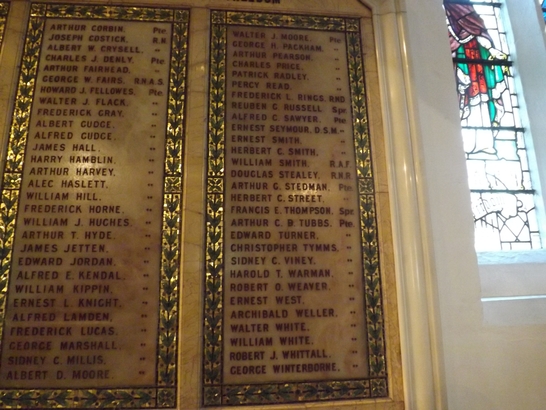 ARTHUR CORBIN. Pte.
JOSEPH COSTICK. R.N.
ALBERT W. CRYSELL. Pte.
CHARLES J. DENLY. Pte.
ARTHUR FAIRHEAD. "
GEORGE W. FAIRS. R.N.A.S.
HOWARD J. FELLOWES. Pte.
WALTER J. FLACK. "
FREDERICK GRAY. "
ALBERT GUDGE. "
ALFRED GUDGE. "
JAMES HALL. "
HARRY HAMBLIN. "
ARTHUR HARVEY. "
ALEC HASLETT. "
WILLIAM HILL. "
FREDERICK HORNE. "
WILLIAM J. HUGHES. "
ARTHUR T. HYDE. "
JAMES JETTEN. "
EDWARD JORDAN. "
ALFRED E. KENDAL. "
WILLIAM KIPPIN. "
ERNEST L. KNIGHT. "
ALFRED LAMDEN. "
FREDERICK LUCAS. "
GEORGE MARSHALL. "
SIDNEY C. MILLIS. "
ALBERT D. MOORE. "
WALTER J. MOORE. Pte.
GEORGE H. PACKHAM. "
ARTHUR PEARSON. "
CHARLES PRICE. "
PATRICK RADLEY. "
PERCY READ. "
FREDERICK L. RINGS. RND
REUBEN C. RUSSELL. Spr.
ALFRED C. SAWYER. Pte.
ERNEST SEYMOUR. D.S.M. "
ERNEST SMITH. "
HERBERT C. SMITH. "
WILLIAM SMITH. R.A.F.
DOUGLAS STEALEY. R.N.R.
ARTHUR G. STEDMAN. Pte.
HERBERT C. STREET. "
FRANCIS E. THOMPSON. Spr.
ARTHUR C. B. TUBBS. Pte.
EDWARD TURNER. "
CHRISTOPHER TYMMS. "
SIDNEY C. VINEY. "
HAROLD T. WARMAN. "
ROBERT O. WEAVER. "
ERNEST WEST. "
ARCHIBALD WELLER. "
WALTER WHITE. "
WILLIAM WHITE. "
ROBERT J. WHITTALL. "
GEORGE WINTERBORNE. "